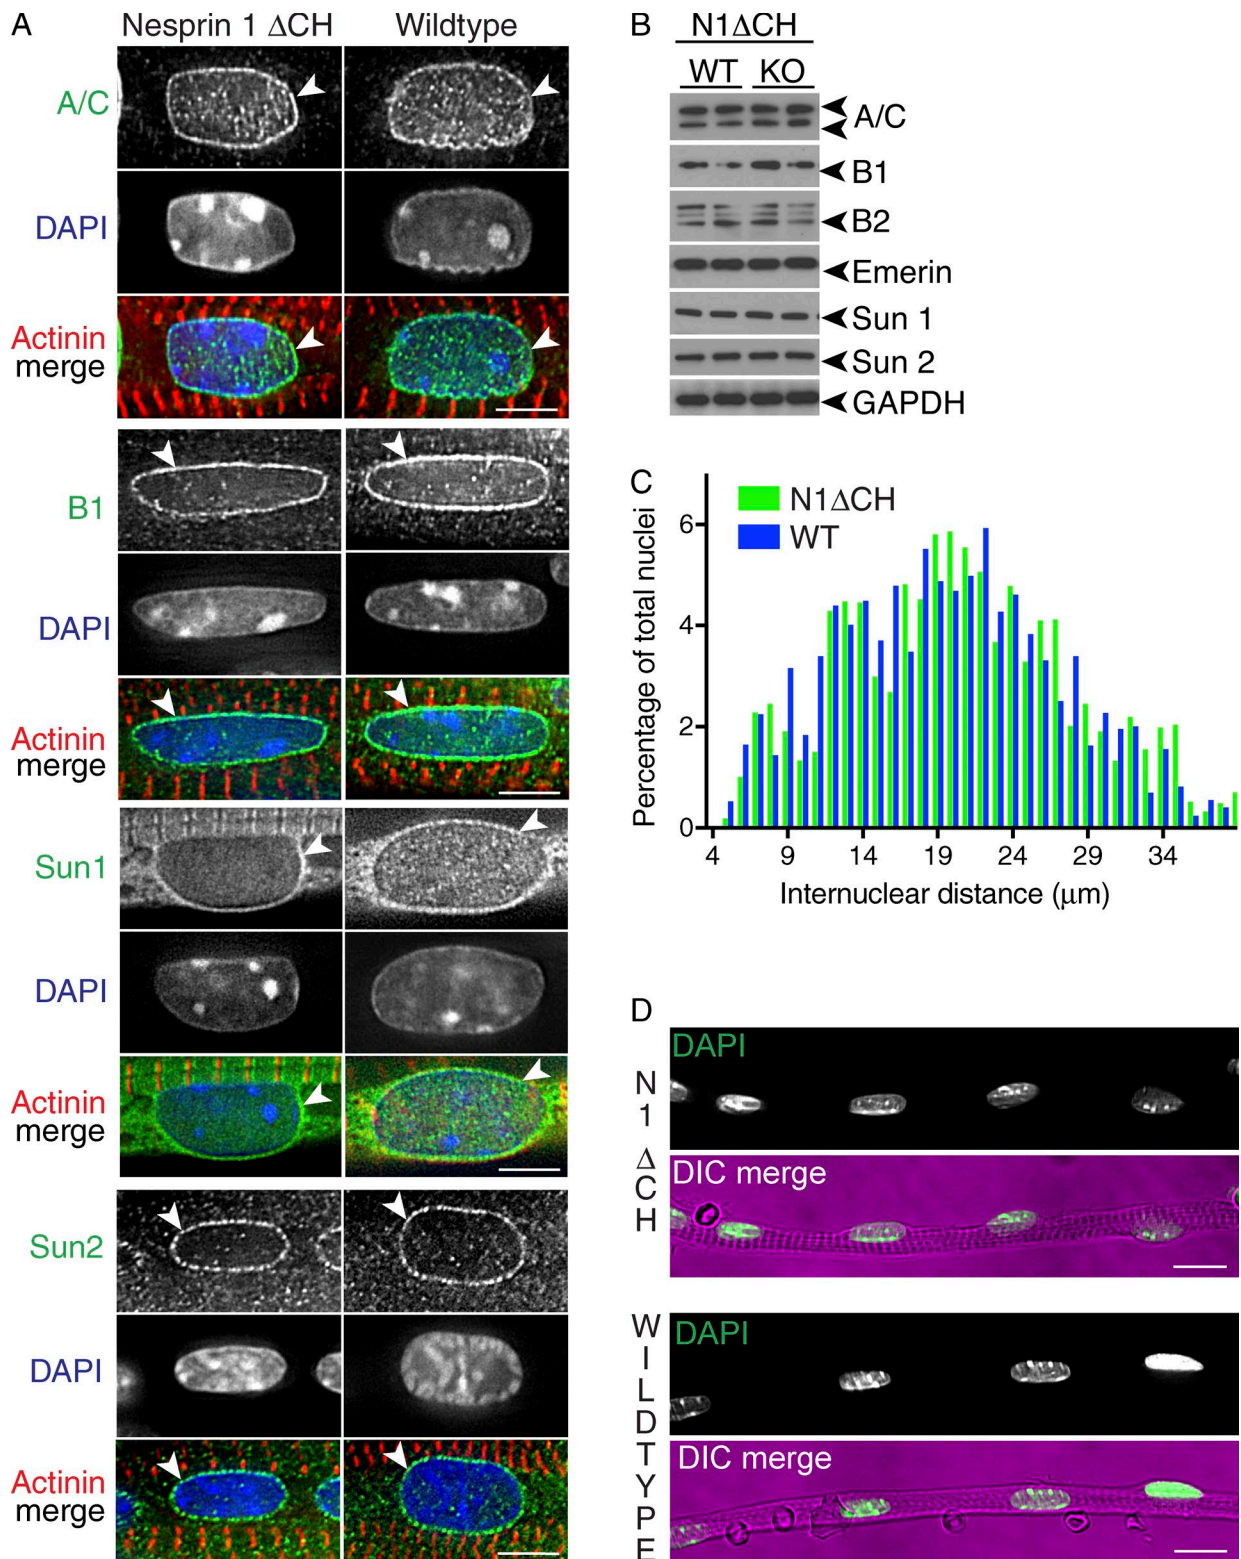 A
Nesprin 1 ΔCH
Wildtype
A/C
DAPI
Actinin
merge
B1
DAPI
Actinin
merge
Sun1
DAPI
Actinin
merge
Sun2
DAPI
Actinin
merge
B
N1ΔCH
WT KO
A/C
B1
B2
Emerin
Sun 1
Sun 2
GAPDH
C
N1ΔCH
WT
Percentage of total nuclei
6
4
2
0
4 9 14 19 24 29 34
Internuclear distance (μm)
D
N
1
Δ
C
H
DAPI
DIC merge
W
I
L
D
T
Y
P
E
DAPI
DIC merge